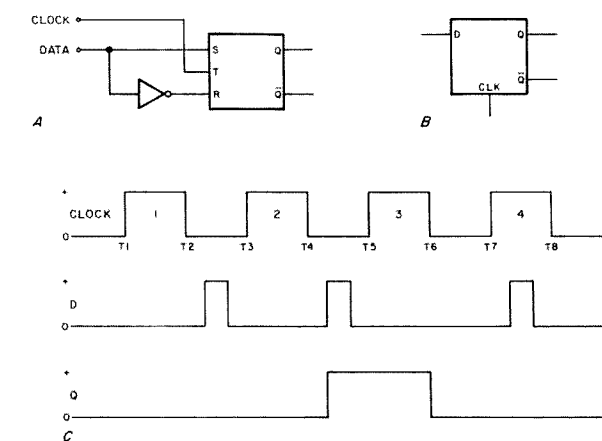 CLOCK
DATA
S
T
R
Q
Q̅
A
D
Q
Q̅
CLK
B
+
CLOCK
0
1
2
3
4
T1 T2 T3 T4 T5 T6 T7 T8
+
D
0
+
Q
0
C